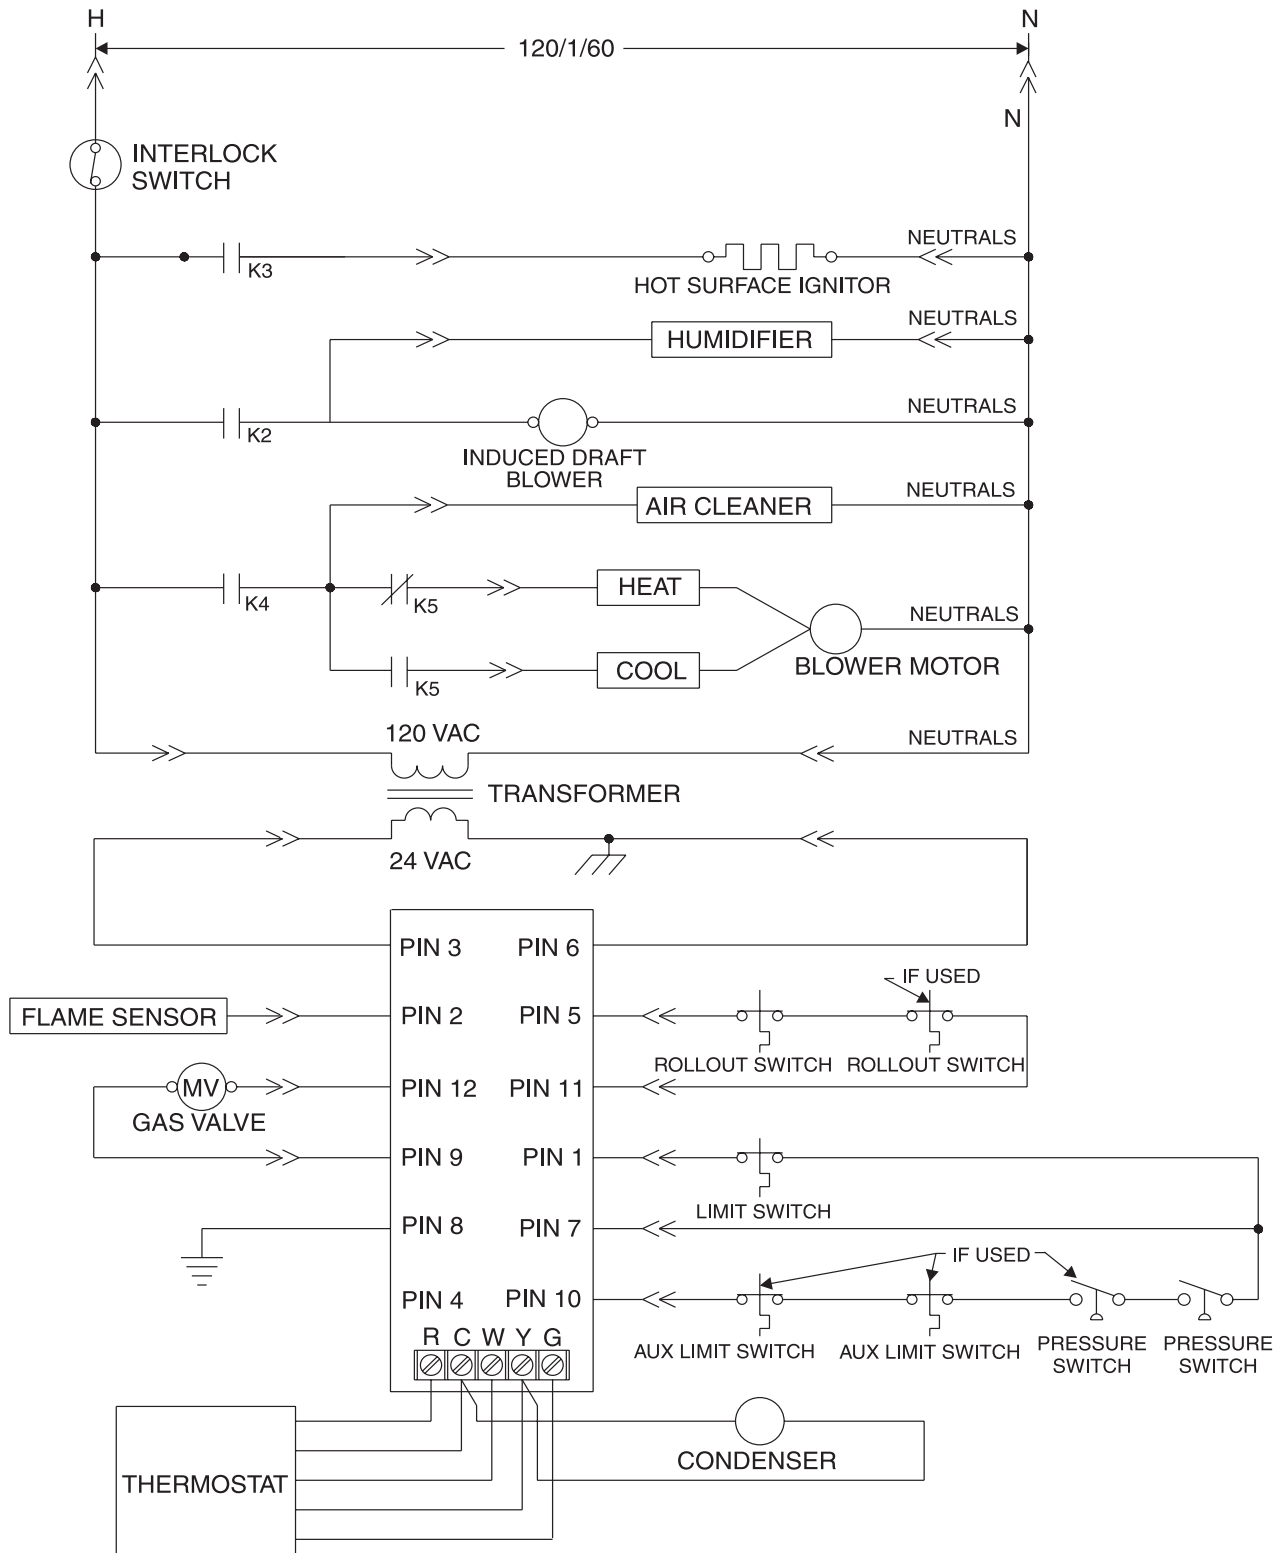 H
N
120/1/60
N
INTERLOCK
SWITCH
NEUTRALS
K3
HOT SURFACE IGNITOR
NEUTRALS
HUMIDIFIER
NEUTRALS
K2
INDUCED DRAFT
BLOWER
NEUTRALS
AIR CLEANER
HEAT
K4
K5
NEUTRALS
COOL
BLOWER MOTOR
K5
120 VAC
NEUTRALS
TRANSFORMER
24 VAC
PIN 3
PIN 6
IF USED
FLAME SENSOR
PIN 2
PIN 5
ROLLOUT SWITCH
ROLLOUT SWITCH
MV
PIN 12
PIN 11
GAS VALVE
PIN 9
PIN 1
LIMIT SWITCH
PIN 8
PIN 7
IF USED
PIN 4
PIN 10
R C W Y G
AUX LIMIT SWITCH
AUX LIMIT SWITCH
PRESSURE
SWITCH
PRESSURE
SWITCH
CONDENSER
THERMOSTAT